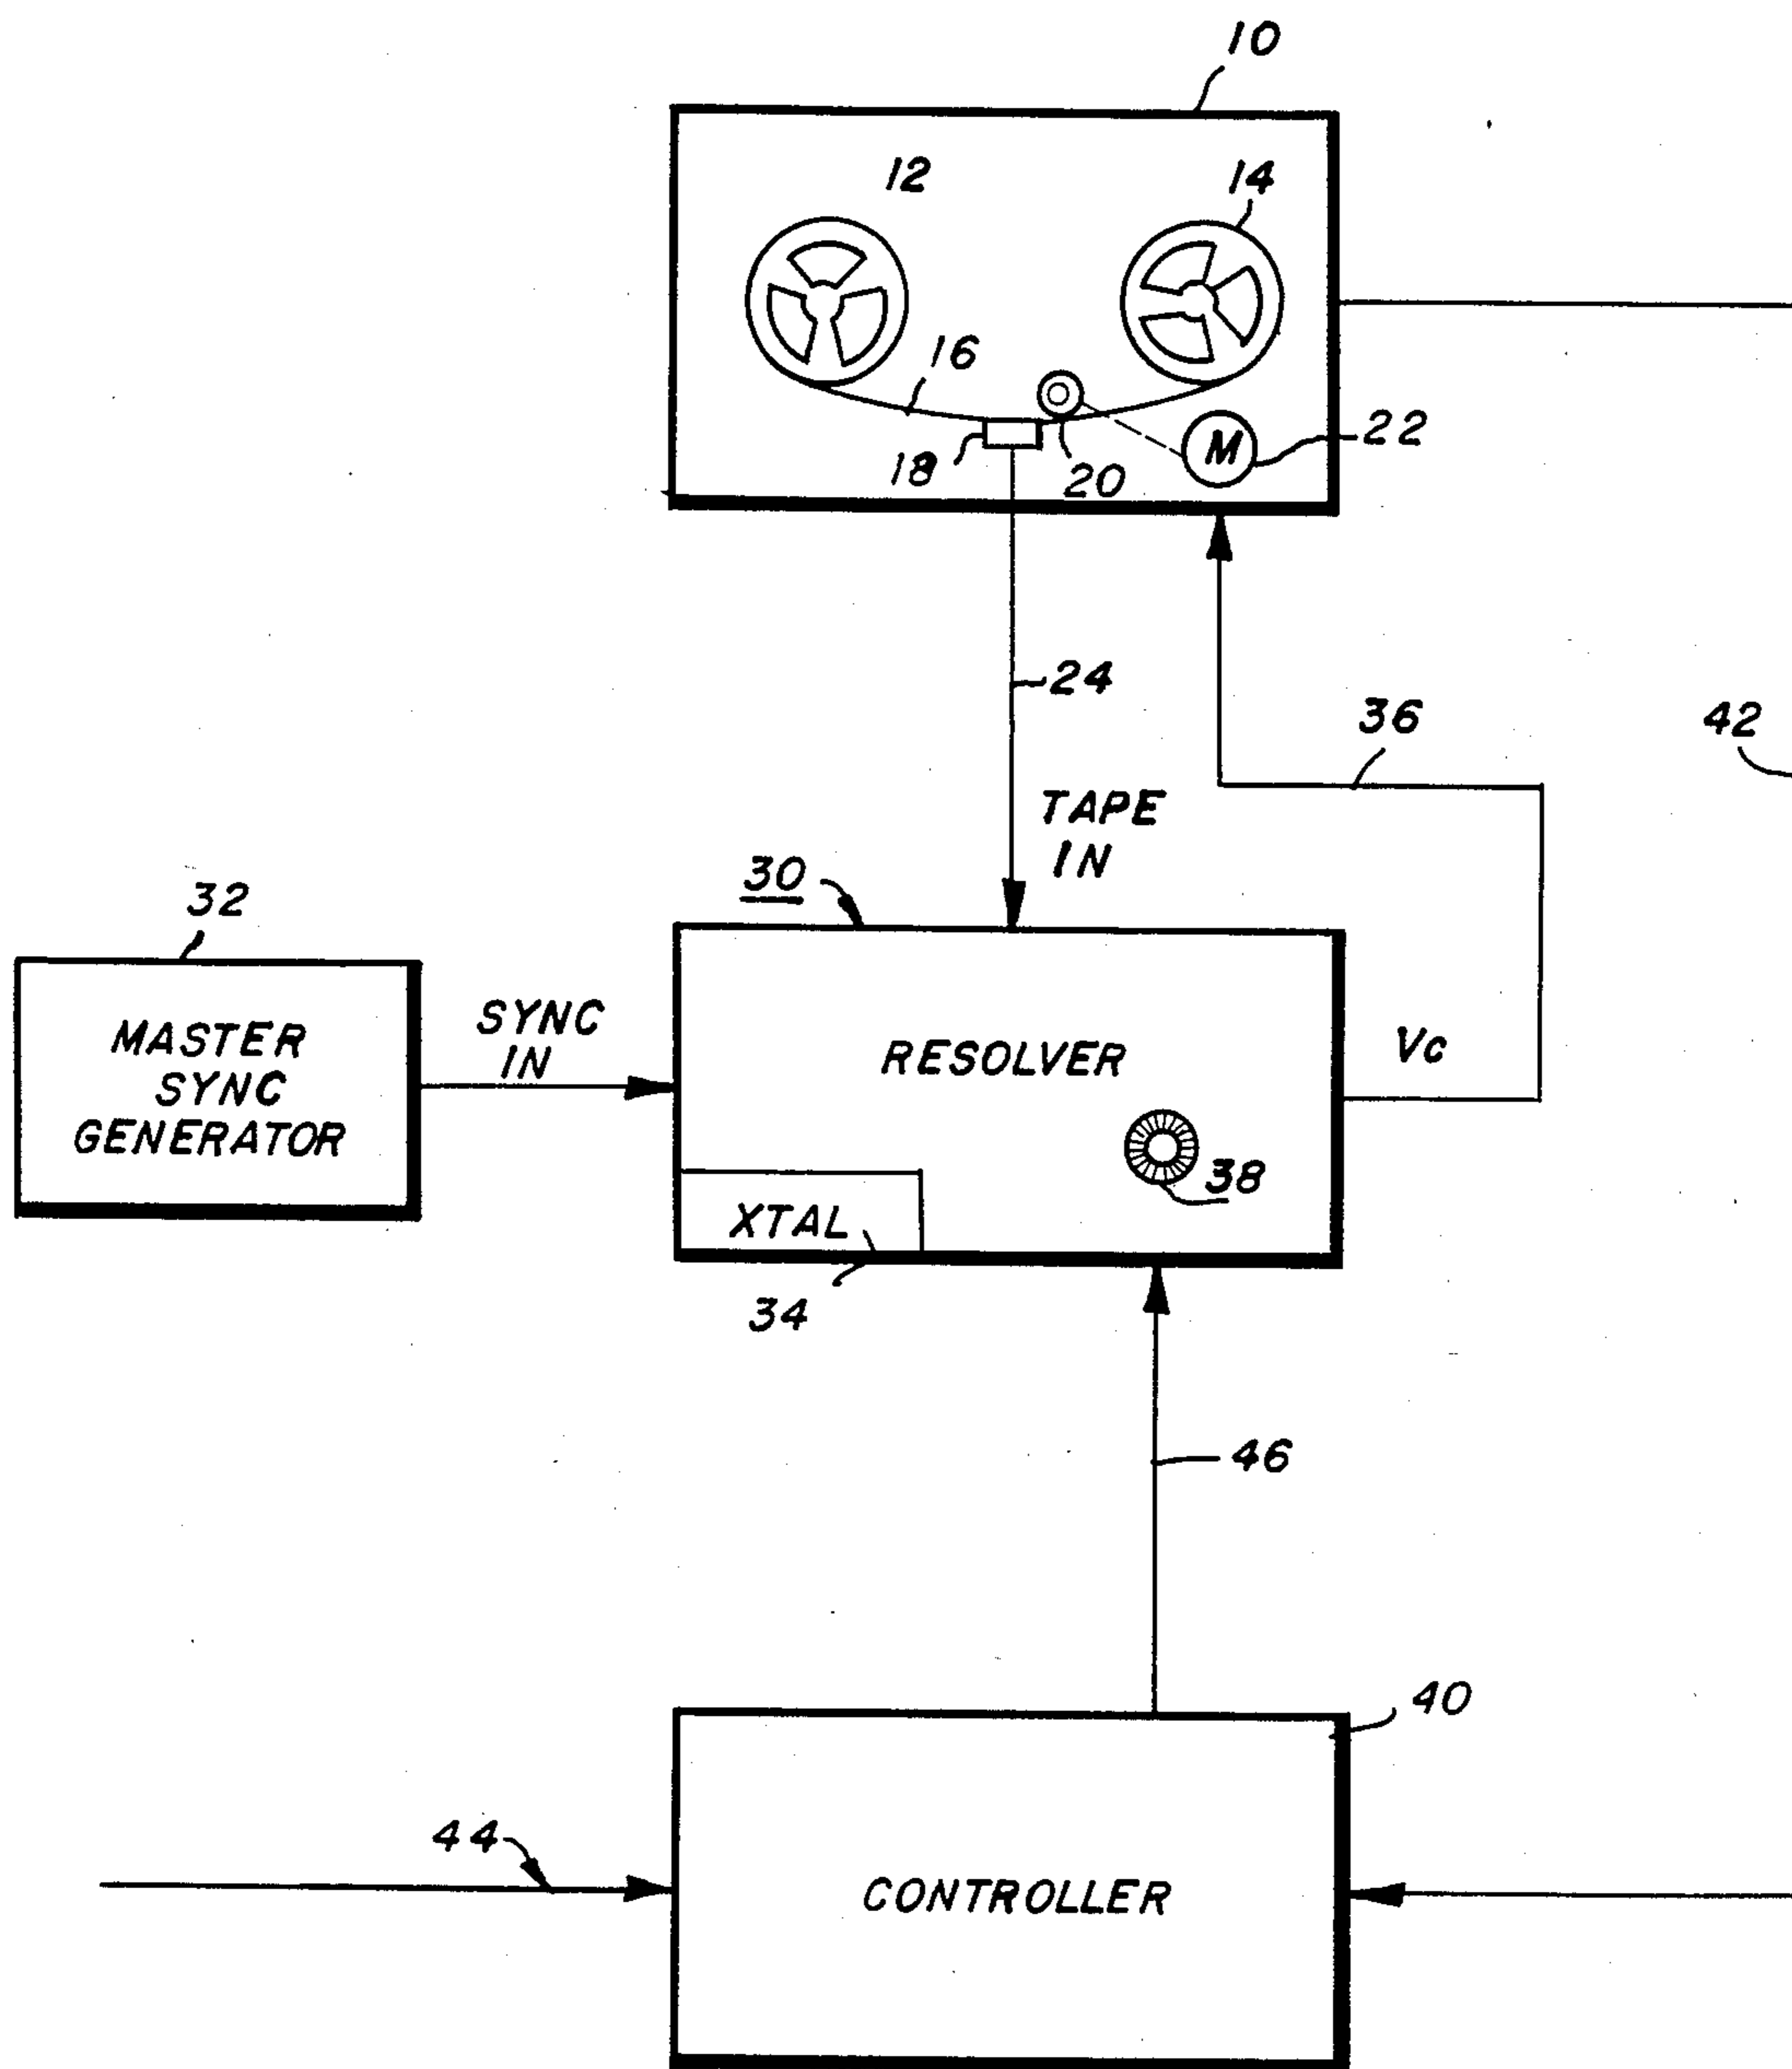 10
12
14
16
18
20
M
22
24
36
42
TAPE
IN
30
32
MASTER
SYNC
GENERATOR
SYNC
IN
RESOLVER
Vc
38
XTAL
34
46
40
44
CONTROLLER